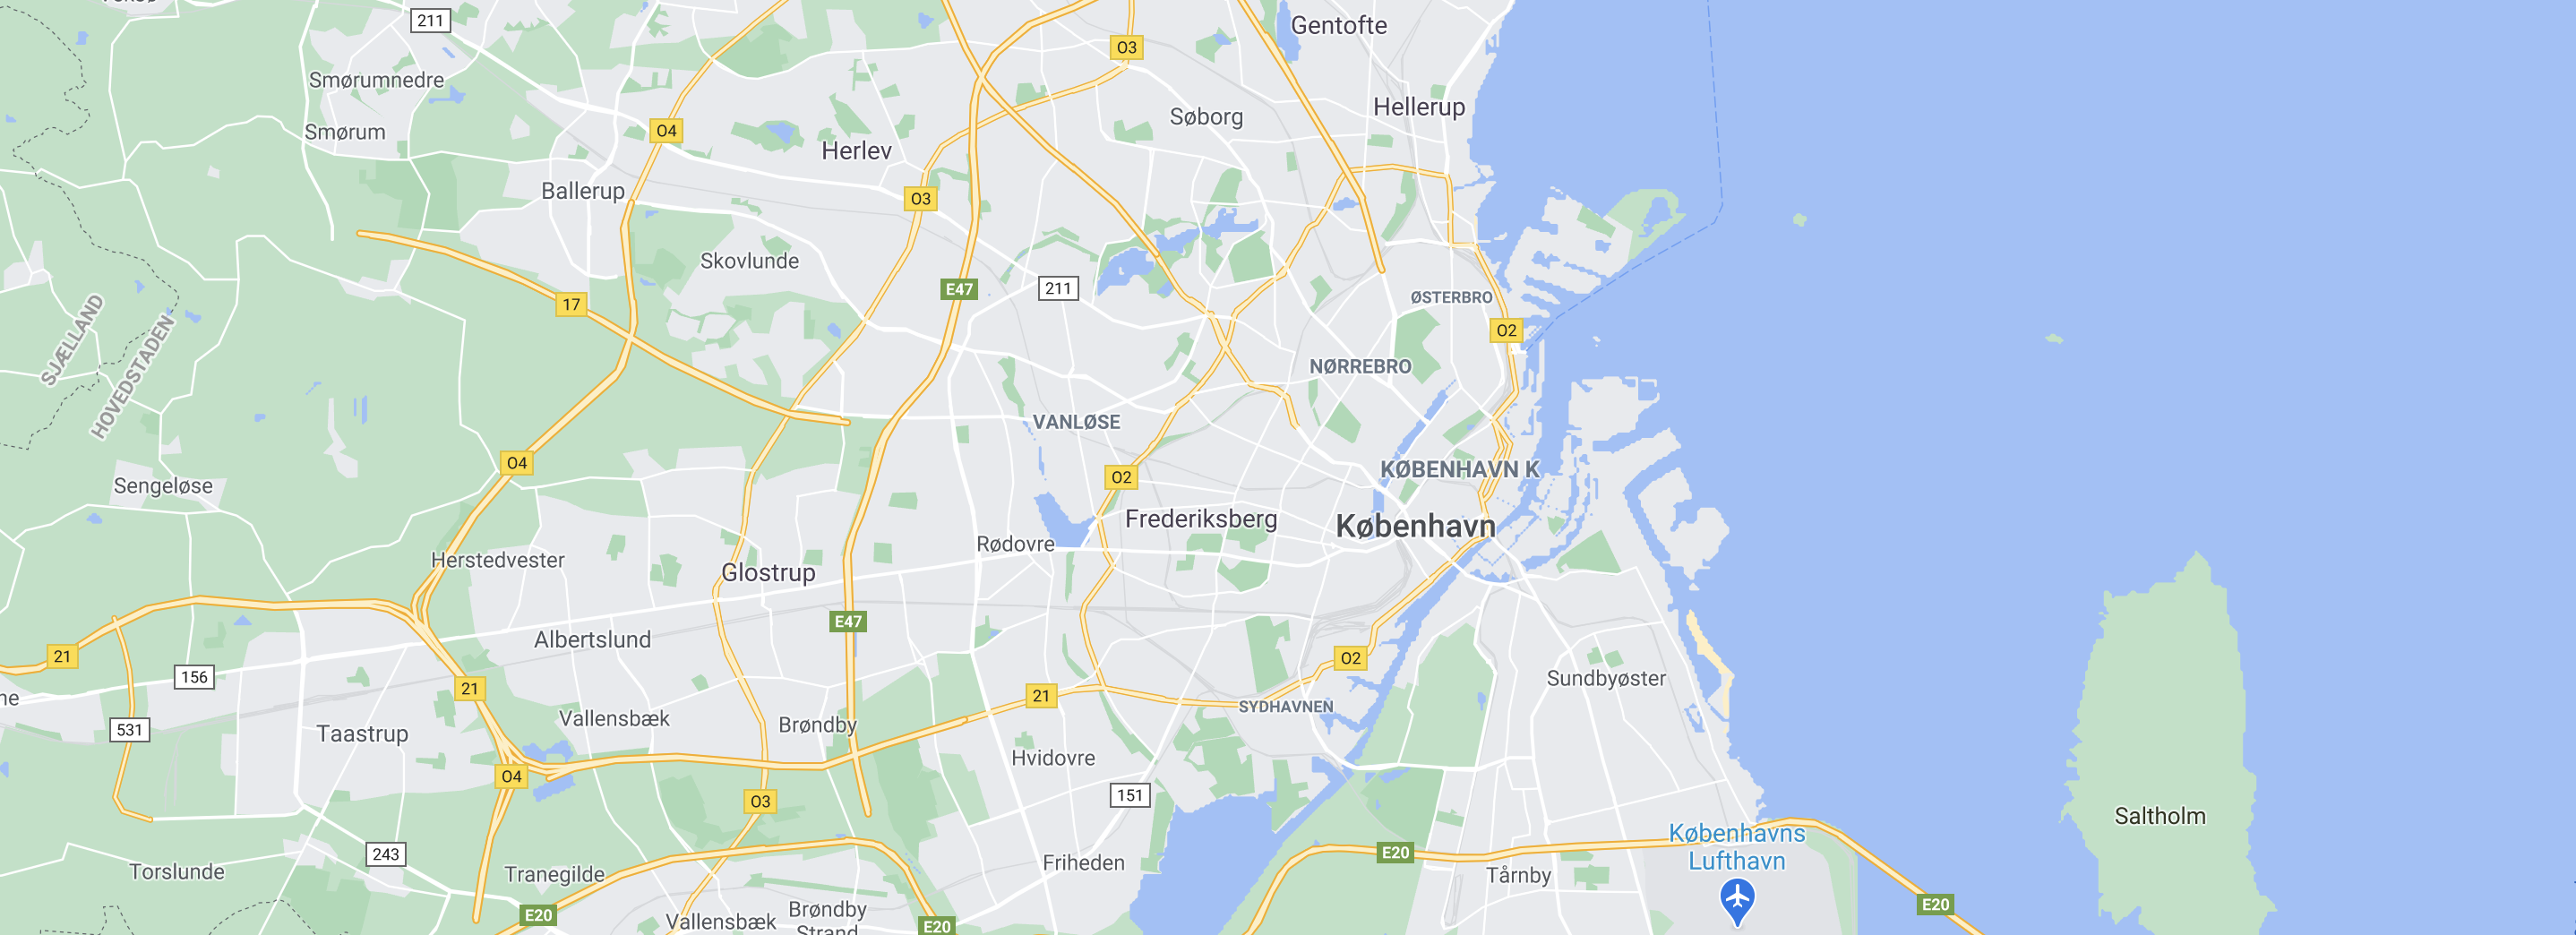 211
Gentofte
O3
Smørumnedre
Hellerup
Søborg
Smørum
O4
Herlev
Ballerup
O3
Skovlunde
E47
211
ØSTERBRO
17
O2
SJÆLLAND
HOVEDSTADEN
NØRREBRO
VANLØSE
O4
KØBENHAVN K
O2
Sengeløse
Frederiksberg
København
Rødovre
Herstedvester
Glostrup
E47
Albertslund
21
O2
156
Sundbyøster
21
21
ne
SYDHAVNEN
Vallensbæk
Brøndby
531
Taastrup
Hvidovre
O4
151
O3
Saltholm
Københavns
Lufthavn
243
E20
Friheden
Torslunde
Tranegilde
Tårnby
E20
E20
Brøndby
Strand
Vallensbæk
E20